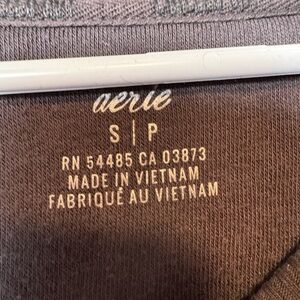 aerie
S | P
RN 54485 CA 03873
MADE IN VIETNAM
FABRIQUÉ AU VIETNAM